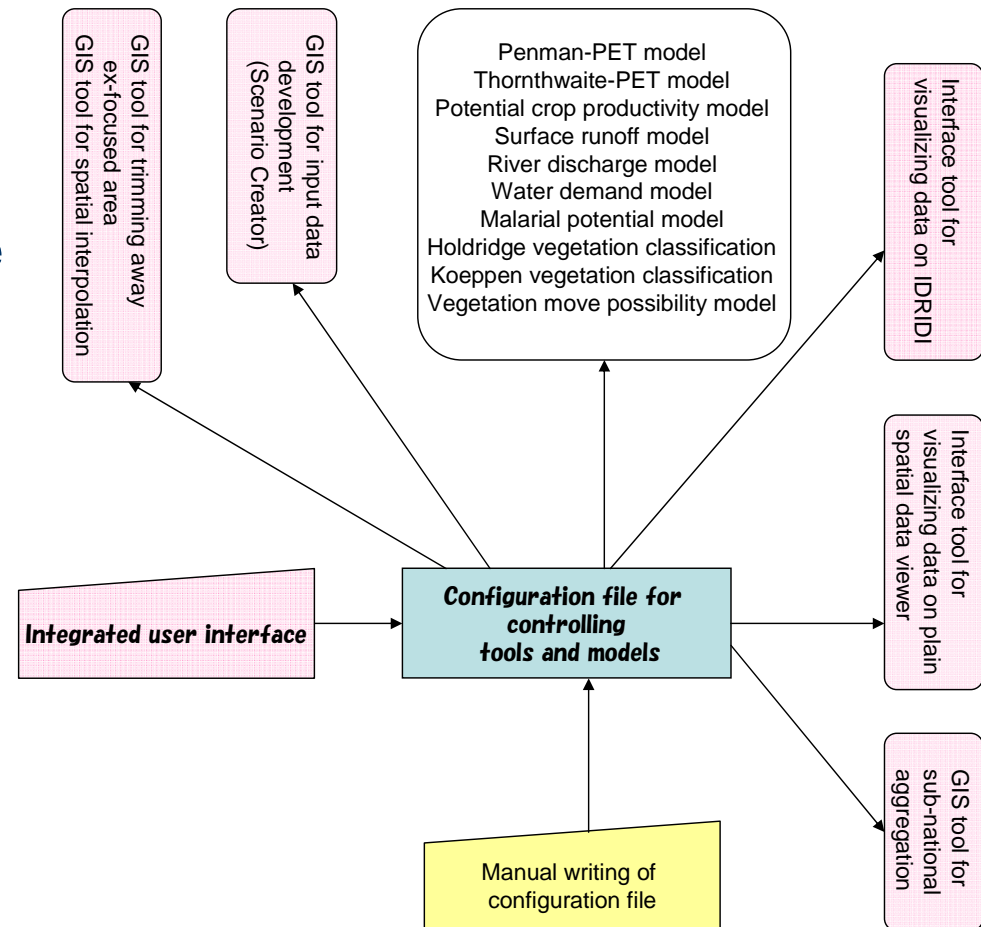 GIS tool for trimming away
ex-focused area
GIS tool for spatial interpolation
GIS tool for input data
development
(Scenario Creator)
Penman-PET model
Thornthwaite-PET model
Potential crop productivity model
Surface runoff model
River discharge model
Water demand model
Malarial potential model
Holdridge vegetation classification
Koeppen vegetation classification
Vegetation move possibility model
Interface tool for
visualizing data on IDRIDI
Interface tool for
visualizing data on plain
spatial data viewer
Integrated user interface
Configuration file for
controlling
tools and models
GIS tool for
sub-national
aggregation
Manual writing of
configuration file